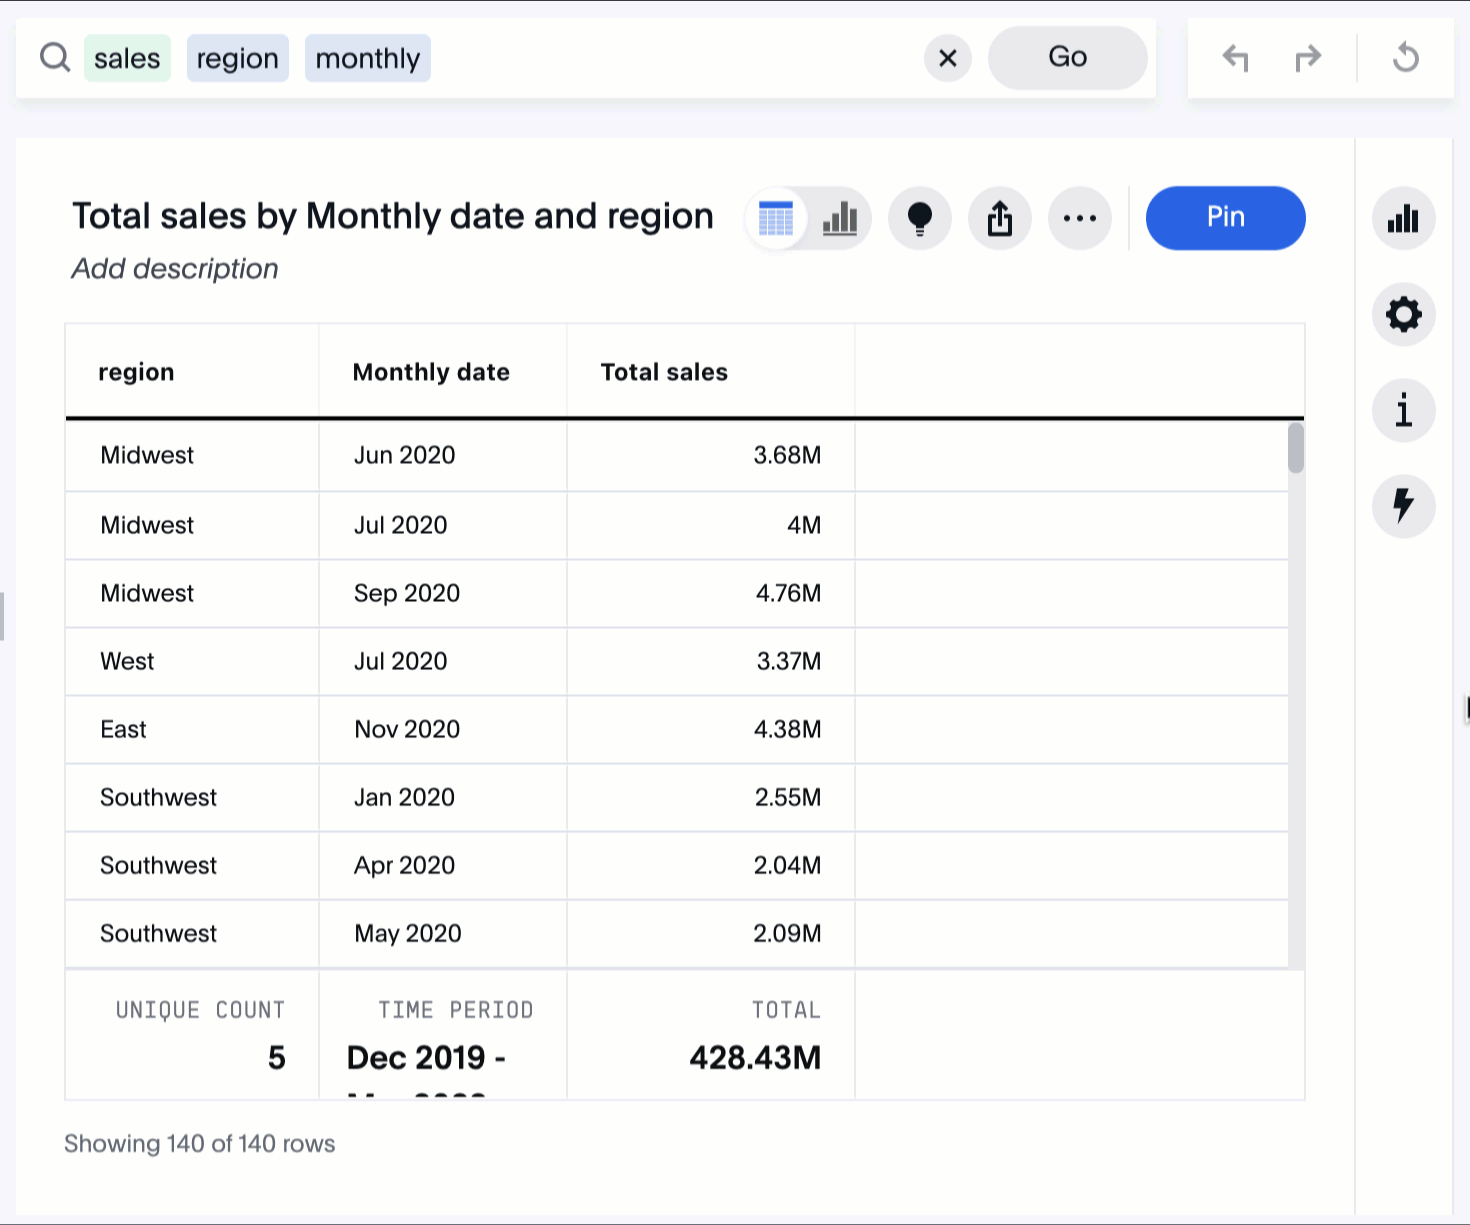 sales region monthly Go
Total sales by Monthly date and region
Pin
Add description
region Monthly date Total sales
Midwest Jun 2020 3.68M
Midwest Jul 2020 4M
Midwest Sep 2020 4.76M
West Jul 2020 3.37M
East Nov 2020 4.38M
Southwest Jan 2020 2.55M
Southwest Apr 2020 2.04M
Southwest May 2020 2.09M
UNIQUE COUNT TIME PERIOD TOTAL
5 Dec 2019 - 428.43M
Showing 140 of 140 rows